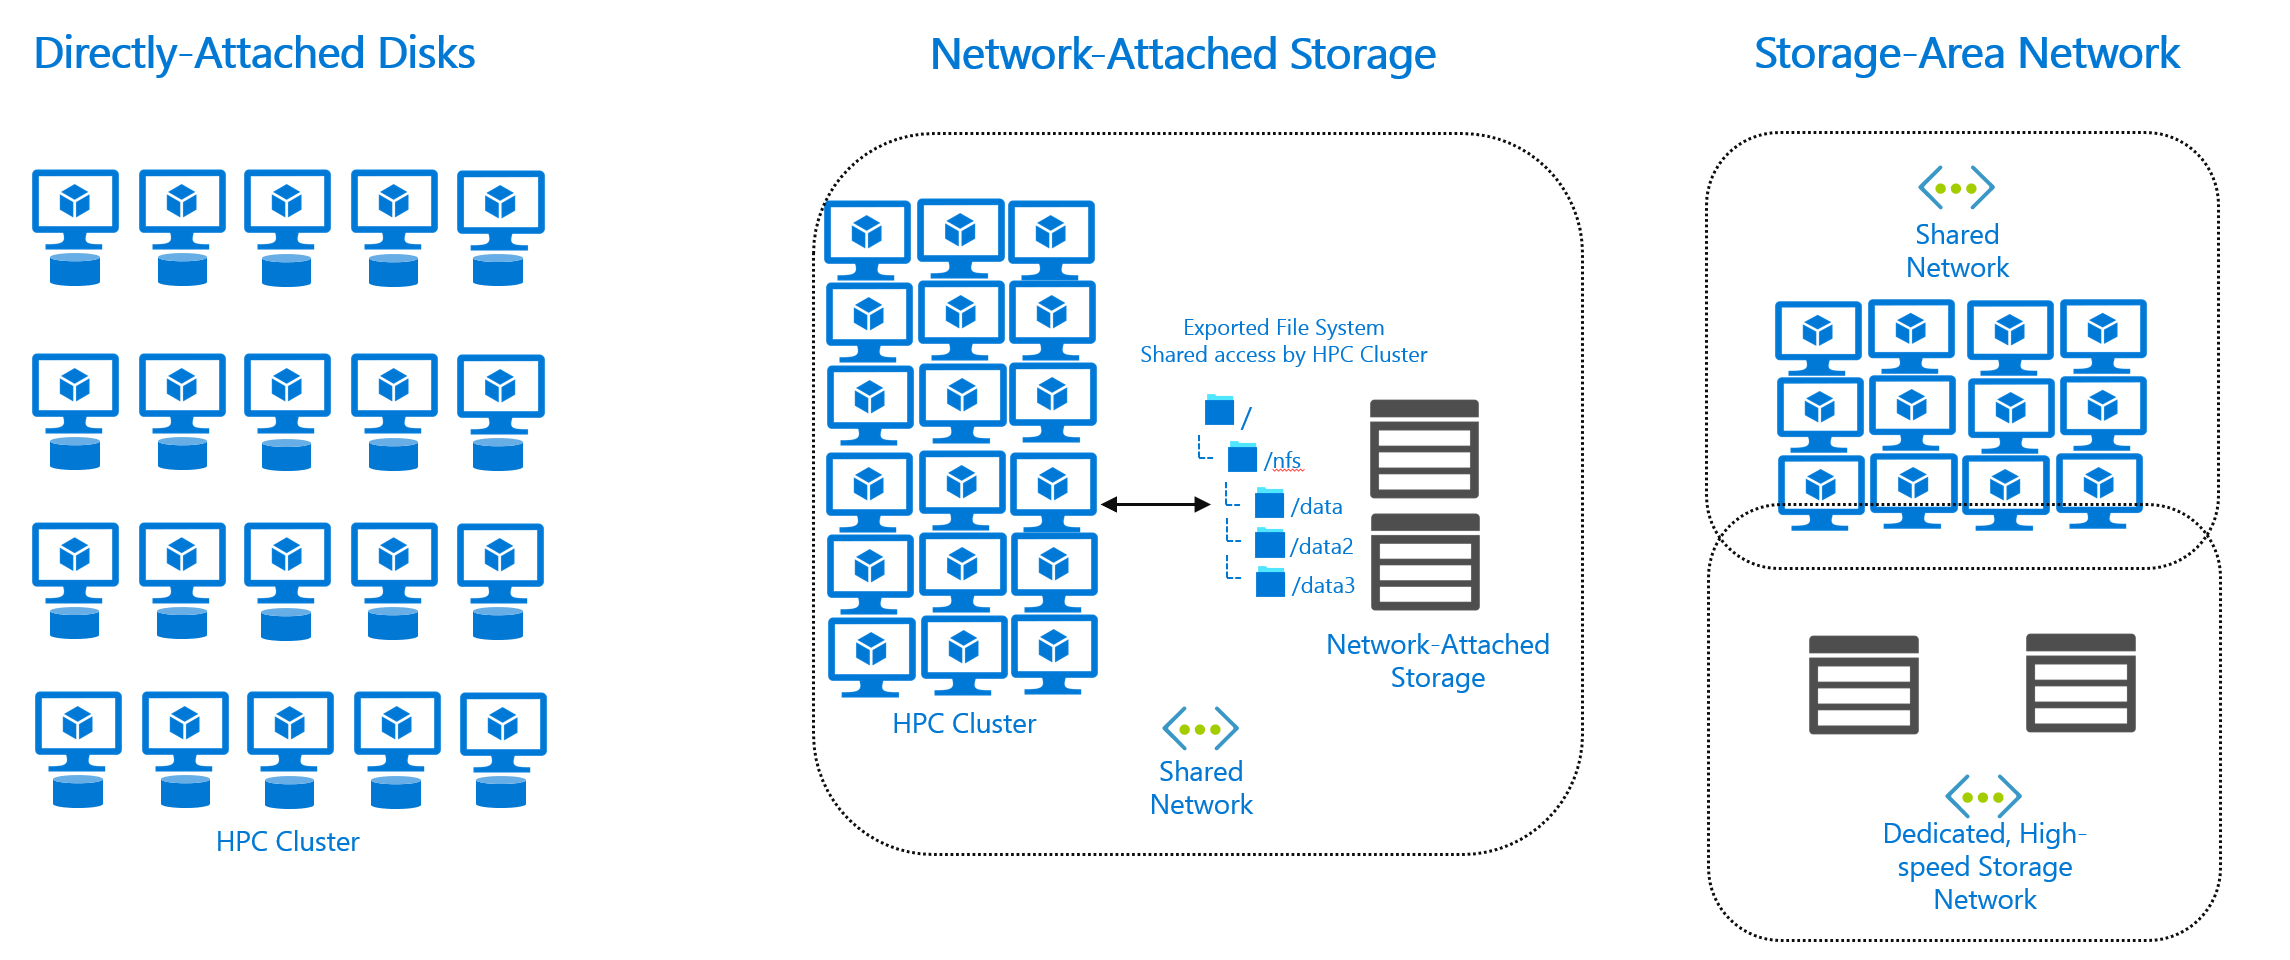 Directly-Attached Disks
HPC Cluster
Network-Attached Storage
Exported File System
Shared access by HPC Cluster
/
/nfs
/data
/data2
/data3
Network-Attached
Storage
HPC Cluster
Shared
Network
Storage-Area Network
Shared
Network
Dedicated, High-
speed Storage
Network